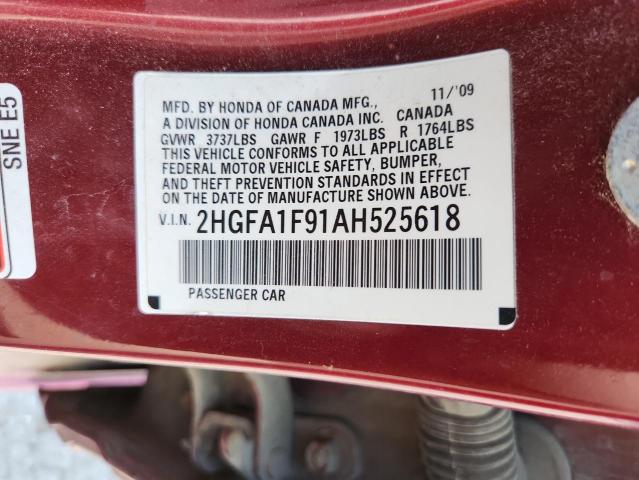 SNE E5
11/'09
MFD. BY HONDA OF CANADA MFG.,
A DIVISION OF HONDA CANADA INC. CANADA
GVWR 3737LBS GAWR F 1973LBS R 1764LBS
THIS VEHICLE CONFORMS TO ALL APPLICABLE
FEDERAL MOTOR VEHICLE SAFETY, BUMPER,
AND THEFT PREVENTION STANDARDS IN EFFECT
ON THE DATE OF MANUFACTURE SHOWN ABOVE.
V.I.N. 2HGFA1F91AH525618
PASSENGER CAR